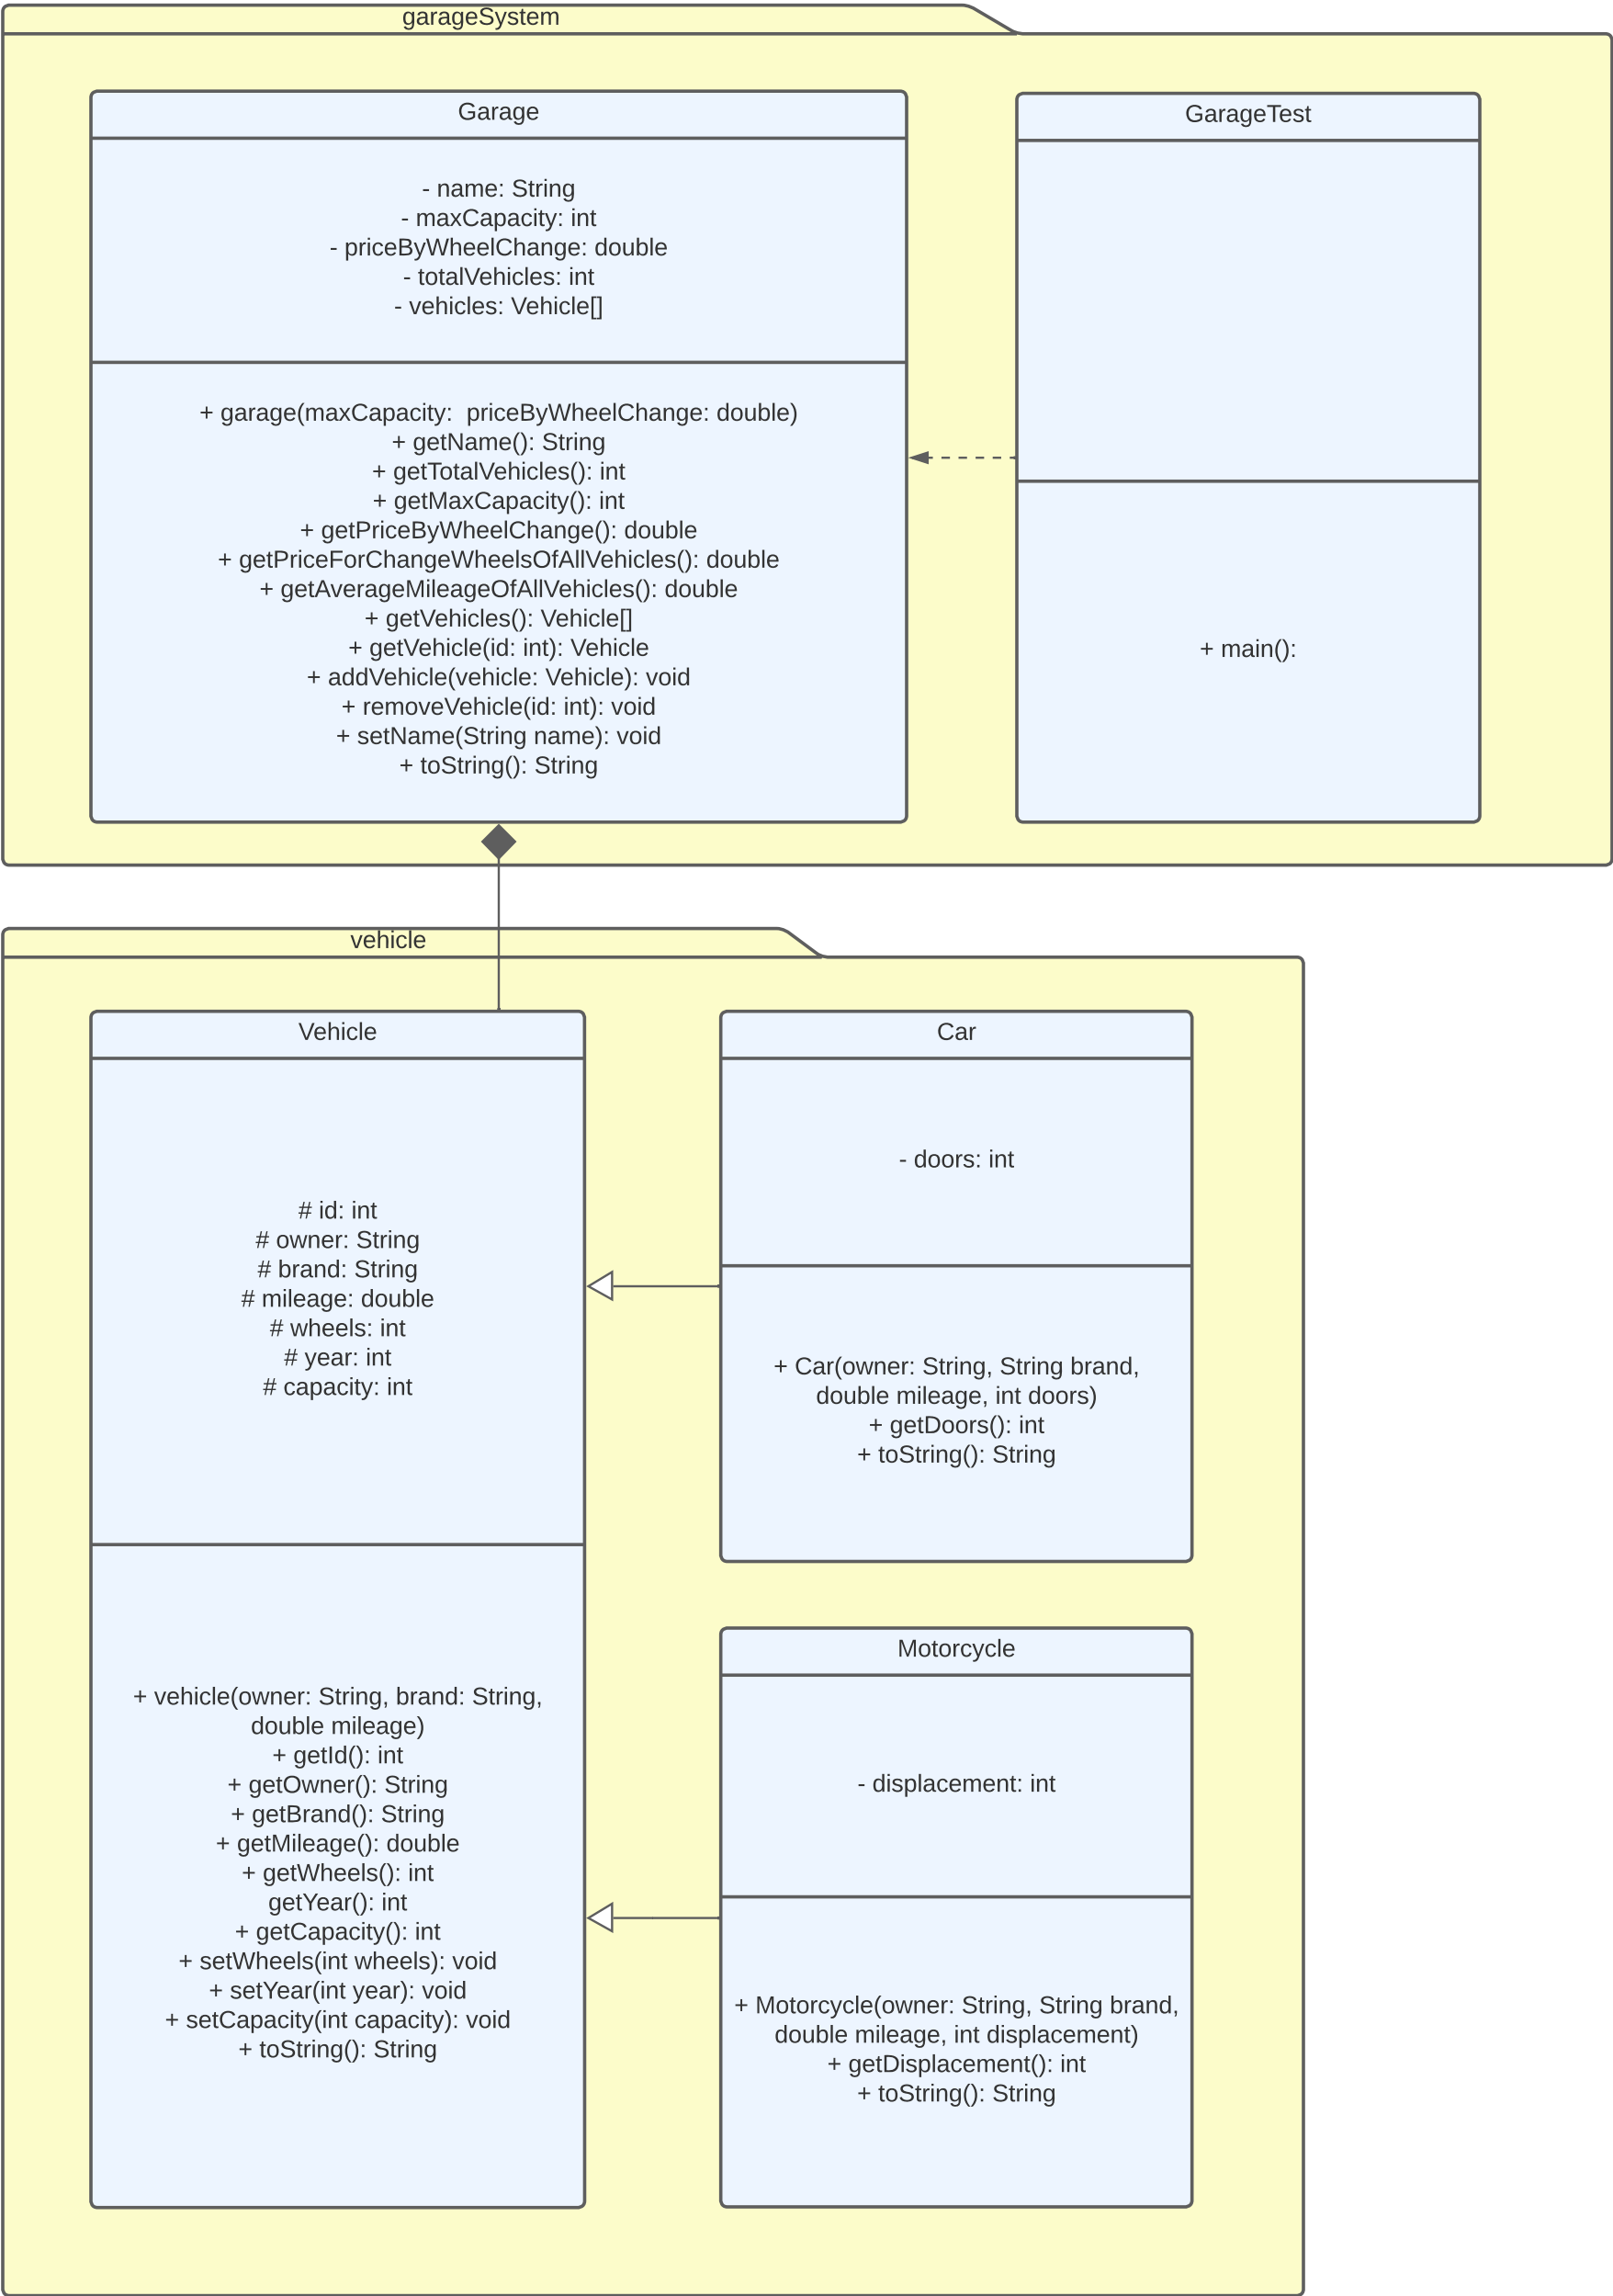 garageSystem
Garage
- name: String
- maxCapacity: int
- priceByWheelChange: double
- totalVehicles: int
- vehicles: Vehicle[]
+ garage(maxCapacity:  priceByWheelChange: double)
+ getName(): String
+ getTotalVehicles(): int
+ getMaxCapacity(): int
+ getPriceByWheelChange(): double
+ getPriceForChangeWheelsOfAllVehicles(): double
+ getAverageMileageOfAllVehicles(): double
+ getVehicles(): Vehicle[]
+ getVehicle(id: int): Vehicle
+ addVehicle(vehicle: Vehicle): void
+ removeVehicle(id: int): void
+ setName(String name): void
+ toString(): String
GarageTest
+ main():
vehicle
Vehicle
# id: int
# owner: String
# brand: String
# mileage: double
# wheels: int
# year: int
# capacity: int
+ vehicle(owner: String, brand: String,
double mileage)
+ getId(): int
+ getOwner(): String
+ getBrand(): String
+ getMileage(): double
+ getWheels(): int
getYear(): int
+ getCapacity(): int
+ setWheels(int wheels): void
+ setYear(int year): void
+ setCapacity(int capacity): void
+ toString(): String
Car
- doors: int
+ Car(owner: String, String brand,
double mileage, int doors)
+ getDoors(): int
+ toString(): String
Motorcycle
- displacement: int
+ Motorcycle(owner: String, String brand,
double mileage, int displacement)
+ getDisplacement(): int
+ toString(): String